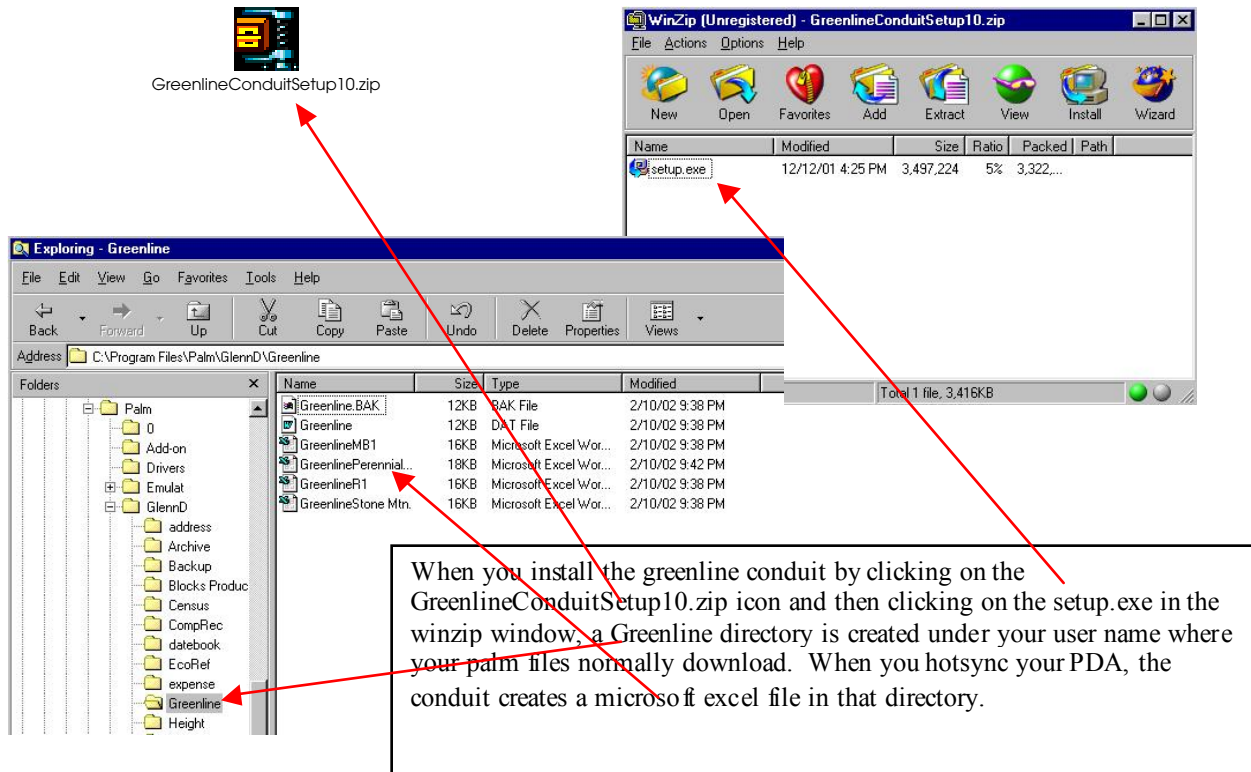 GreenlineConduitSetup10.zip
WinZip (Unregistered) - GreenlineConduitSetup10.zip
File Actions Options Help
New Open Favorites Add Extract View Install Wizard
Name Modified Size Ratio Packed Path
setup.exe 12/12/01 4:25 PM 3,497,224 5% 3,322,...
Total 1 file, 3,416KB
Exploring - Greenline
File Edit View Go Favorites Tools Help
Back Forward Up Cut Copy Paste Undo Delete Properties Views
Address C:\Program Files\Palm\GlennD\Greenline
Folders
Palm
0
Add-on
Drivers
Emulat
GlennD
address
Archive
Backup
Blocks Produc
Census
CompRec
datebook
EcoRef
expense
Greenline
Height
Name Size Type Modified
Greenline.BAK 12KB BAK File 2/10/02 9:38 PM
Greenline 12KB DAT File 2/10/02 9:38 PM
GreenlineMB1 16KB Microsoft Excel Wor... 2/10/02 9:38 PM
GreenlinePerennial... 18KB Microsoft Excel Wor... 2/10/02 9:42 PM
GreenlineR1 16KB Microsoft Excel Wor... 2/10/02 9:38 PM
GreenlineStone Mtn. 16KB Microsoft Excel Wor... 2/10/02 9:38 PM
When you install the greenline conduit by clicking on the
GreenlineConduitSetup10.zip icon and then clicking on the setup.exe in the
winzip window, a Greenline directory is created under your user name where
your palm files normally download. When you hotsync your PDA, the
conduit creates a microsoft excel file in that directory.